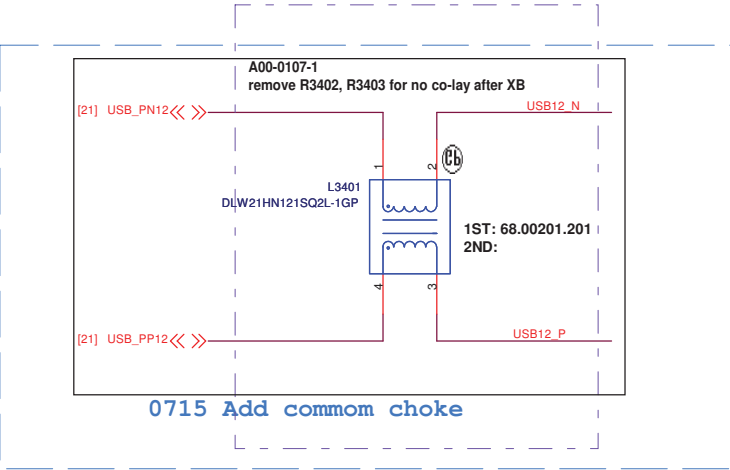 A00-0107-1
remove R3402, R3403 for no co-lay after XB
[21] USB_PN12
USB12_N
1
2
L3401
DLW21HN121SQ2L-1GP
1ST: 68.00201.201
2ND:
4
3
[21] USB_PP12
USB12_P
0715 Add commom choke